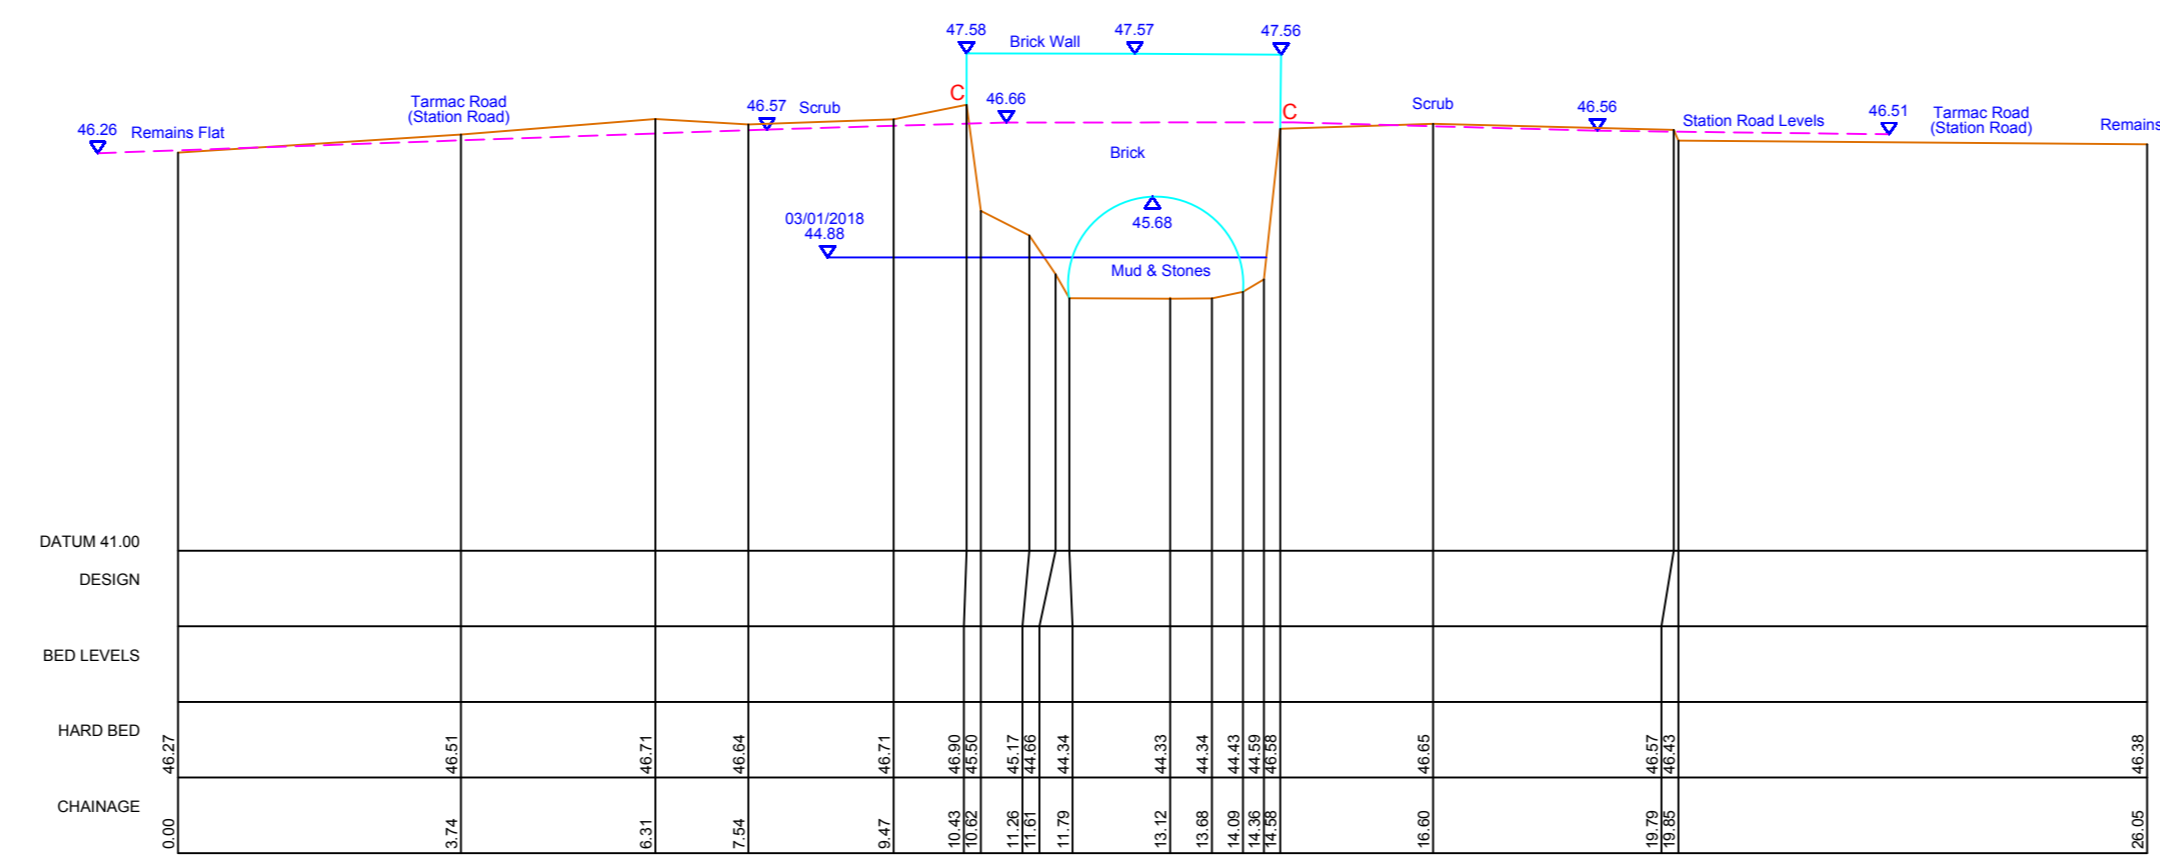 47.58
Brick Wall
47.57
47.56
46.26
Remains Flat
Tarmac Road
(Station Road)
46.57
Scrub
C
46.66
C
Scrub
46.56
Station Road Levels
46.51
Tarmac Road
(Station Road)
Remains
Brick
03/01/2018
44.88
45.68
Mud & Stones
DATUM 41.00
DESIGN
BED LEVELS
HARD BED
46.27
46.51
46.71
46.64
46.71
46.90
45.50
45.17
44.66
44.34
44.33
44.34
44.43
44.59
46.58
46.65
46.57
46.43
46.38
CHAINAGE
0.00
3.74
6.31
7.54
9.47
10.43
10.62
11.26
11.61
11.79
13.12
13.68
14.09
14.36
14.58
16.60
19.79
19.85
26.05